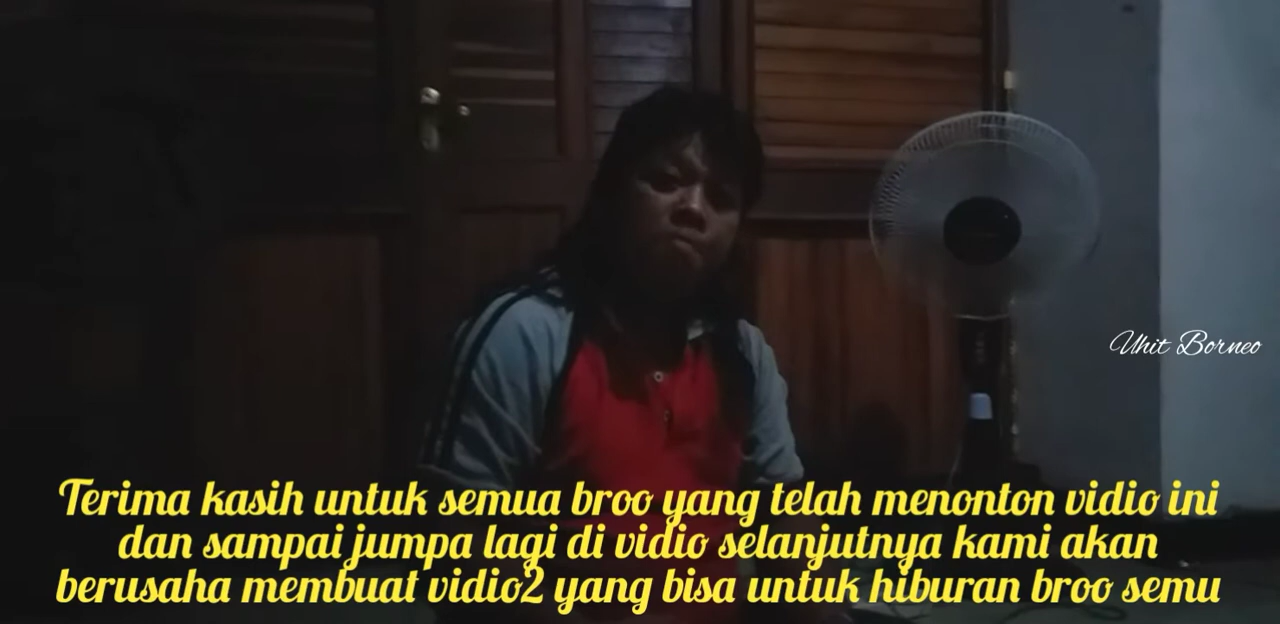 Uhit Borneo
Terima kasih untuk semua broo yang telah menonton vidio ini
dan sampai jumpa lagi di vidio selanjutnya kami akan
berusaha membuat vidio2 yang bisa untuk hiburan broo semu